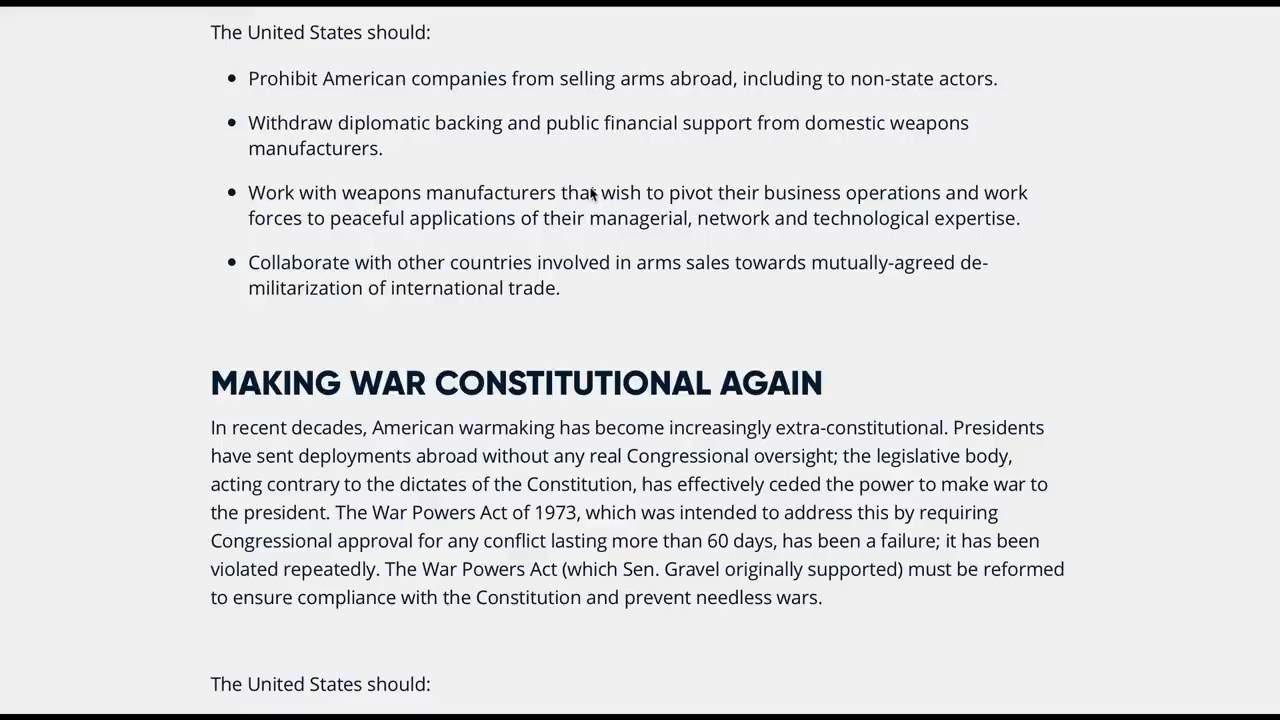 The United States should:
Prohibit American companies from selling arms abroad, including to non-state actors.
Withdraw diplomatic backing and public financial support from domestic weapons
manufacturers.
Work with weapons manufacturers that wish to pivot their business operations and work
forces to peaceful applications of their managerial, network and technological expertise.
Collaborate with other countries involved in arms sales towards mutually-agreed de-
militarization of international trade.
MAKING WAR CONSTITUTIONAL AGAIN
In recent decades, American warmaking has become increasingly extra-constitutional. Presidents
have sent deployments abroad without any real Congressional oversight; the legislative body,
acting contrary to the dictates of the Constitution, has effectively ceded the power to make war to
the president. The War Powers Act of 1973, which was intended to address this by requiring
Congressional approval for any conflict lasting more than 60 days, has been a failure; it has been
violated repeatedly. The War Powers Act (which Sen. Gravel originally supported) must be reformed
to ensure compliance with the Constitution and prevent needless wars.
The United States should: